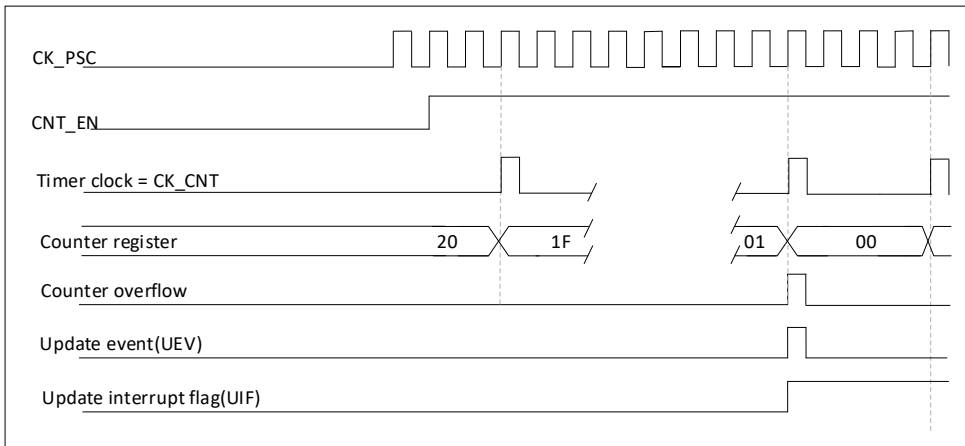 CK_PSC
CNT_EN
Timer clock = CK_CNT
Counter register 20 1F 01 00
Counter overflow
Update event(UEV)
Update interrupt flag(UIF)